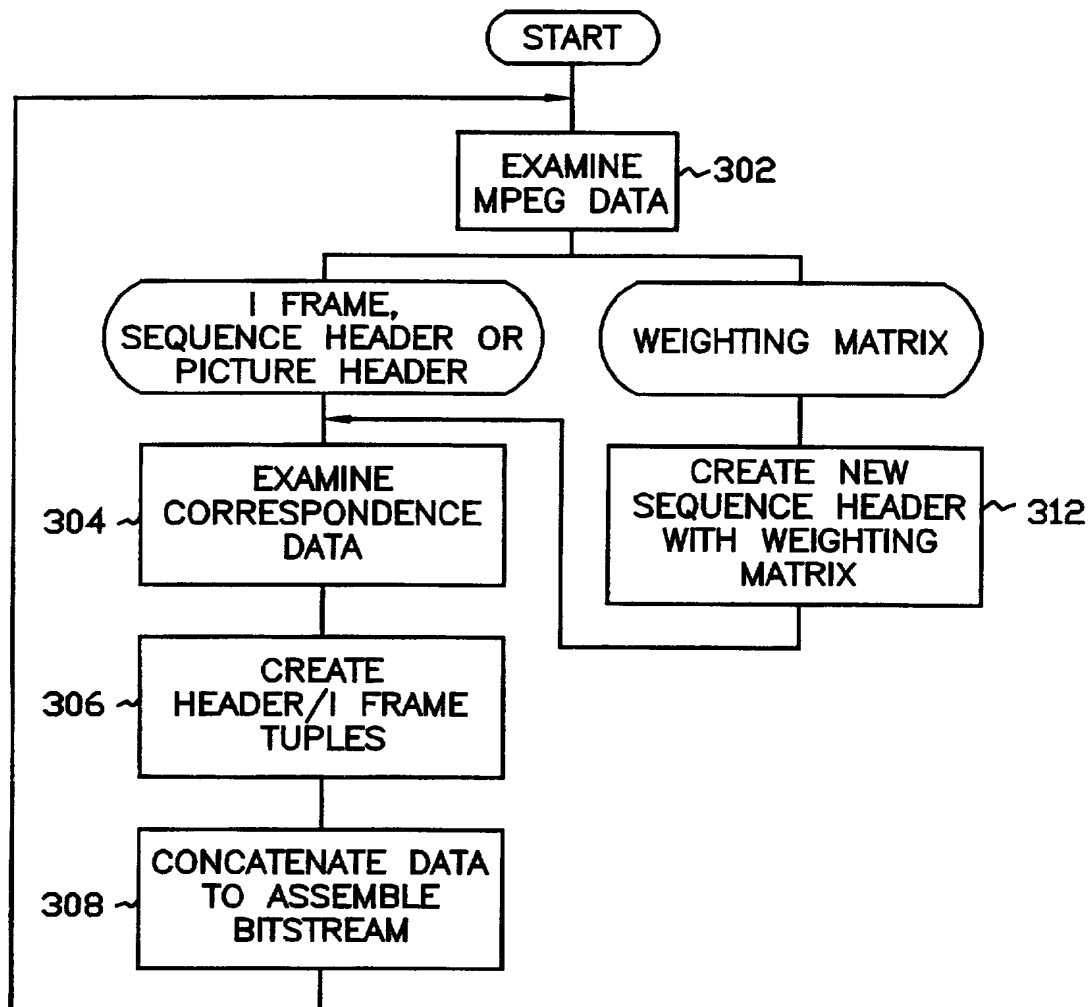 START
EXAMINE
MPEG DATA
302
I FRAME,
SEQUENCE HEADER OR
PICTURE HEADER
WEIGHTING MATRIX
304
EXAMINE
CORRESPONDENCE
DATA
CREATE NEW
SEQUENCE HEADER
WITH WEIGHTING
MATRIX
312
306
CREATE
HEADER/I FRAME
TUPLES
308
CONCATENATE DATA
TO ASSEMBLE
BITSTREAM